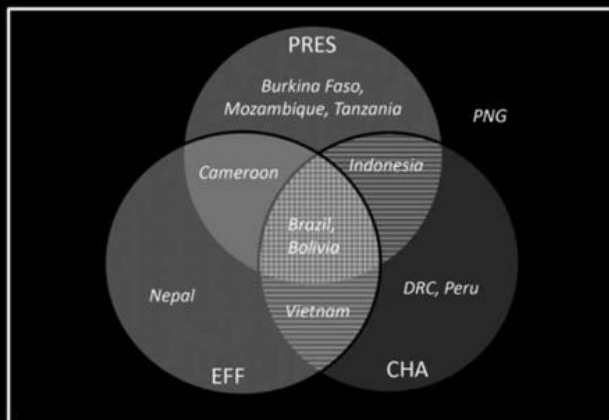 PRES
Burkina Faso,
Mozambique, Tanzania
PNG
Cameroon
Indonesia
Brazil,
Bolivia
Nepal
DRC, Peru
Vietnam
EFF
CHA